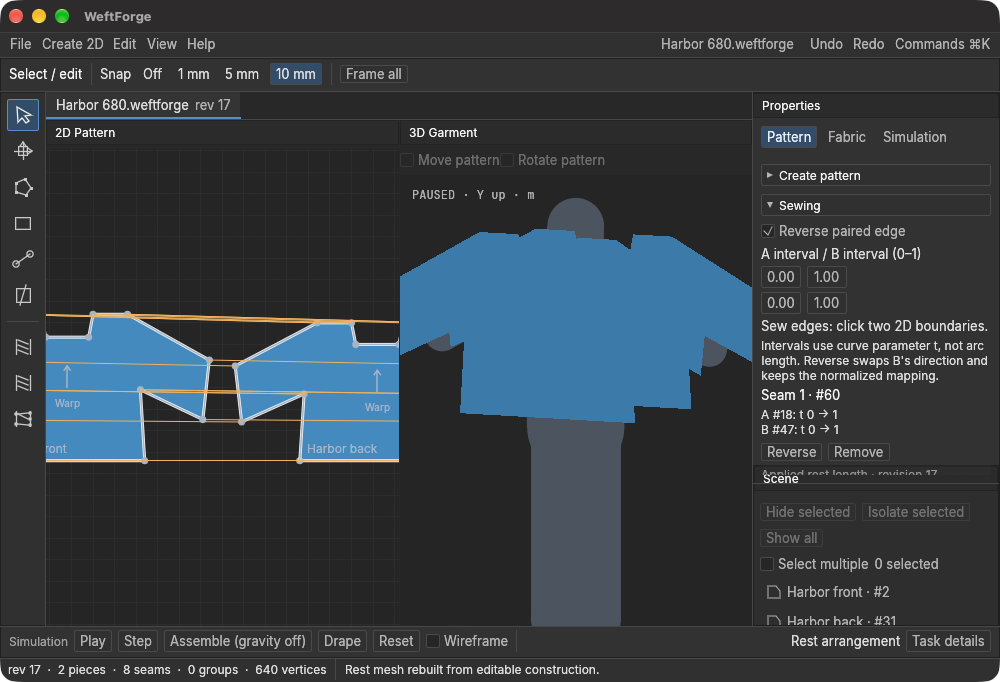 WeftForge
File Create 2D Edit View Help
Harbor 680.weftforge Undo Redo Commands ⌘K
Select / edit Snap Off 1 mm 5 mm 10 mm Frame all
Harbor 680.weftforge rev 17
2D Pattern
3D Garment
Move pattern Rotate pattern
PAUSED · Y up · m
Warp
Warp
ront
Harbor back
Properties
Pattern Fabric Simulation
Create pattern
Sewing
Reverse paired edge
A interval / B interval (0–1)
0.00 1.00
0.00 1.00
Sew edges: click two 2D boundaries.
Intervals use curve parameter t, not arc
length. Reverse swaps B's direction and
keeps the normalized mapping.
Seam 1 · #60
A #18: t 0 → 1
B #47: t 0 → 1
Reverse Remove
Applied rest length · revision 17
Scene
Hide selected Isolate selected
Show all
Select multiple 0 selected
Harbor front · #2
Harbor back · #31
Simulation Play Step Assemble (gravity off) Drape Reset Wireframe
Rest arrangement Task details
rev 17 · 2 pieces · 8 seams · 0 groups · 640 vertices
Rest mesh rebuilt from editable construction.